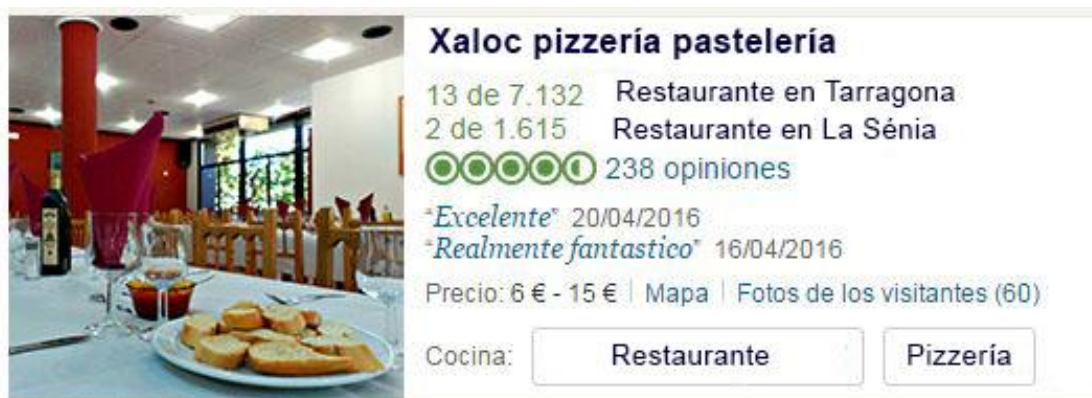 Xaloc pizzería pastelería
13 de 7.132 Restaurante en Tarragona
2 de 1.615 Restaurante en La Sénia
238 opiniones
“Excelente” 20/04/2016
“Realmente fantastico” 16/04/2016
Precio: 6 € - 15 € | Mapa | Fotos de los visitantes (60)
Cocina: Restaurante Pizzería